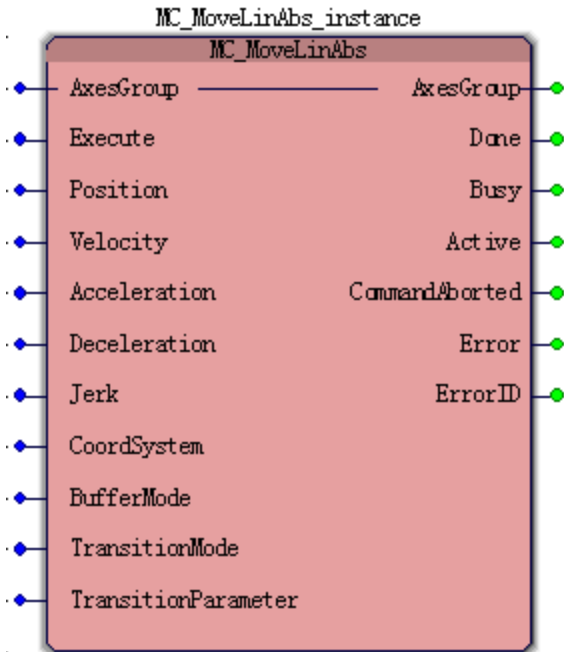 MC_MoveLinAbs_instance
MC_MoveLinAbs
AxesGroup AxesGroup
Execute Done
Position Busy
Velocity Active
Acceleration CommandAborted
Deceleration Error
Jerk ErrorID
CoordSystem
BufferMode
TransitionMode
TransitionParameter